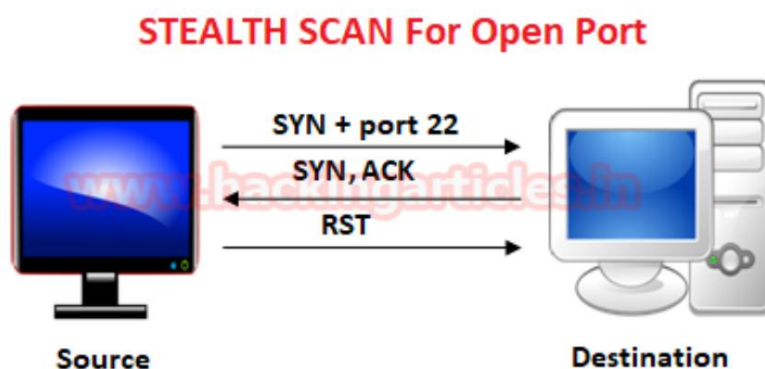 STEALTH SCAN For Open Port
SYN + port 22
SYN, ACK
www.hackingarticles.in
RST
Source
Destination